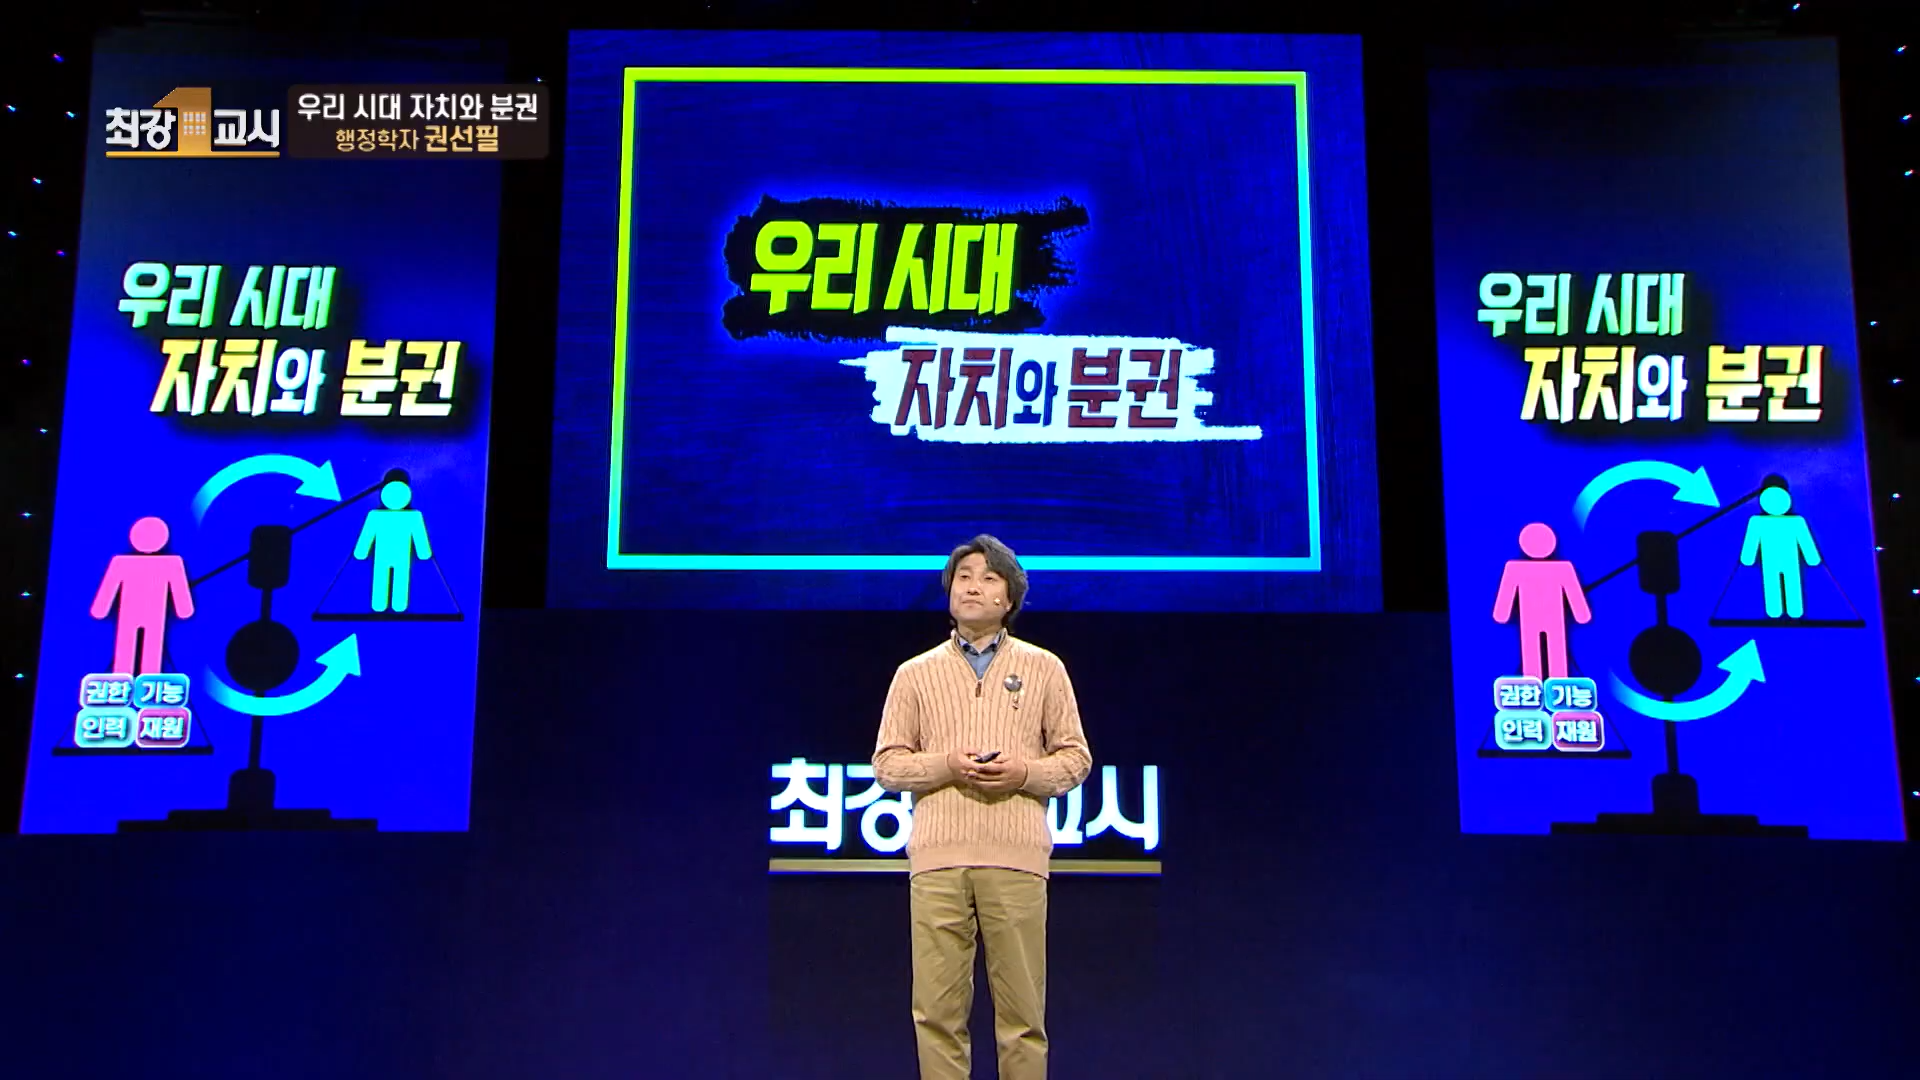 최강1교시
우리 시대 자치와 분권
행정학자 권선필
우리 시대
자치와 분권
권한 기능
인력 재원
우리 시대
자치와 분권
우리 시대
자치와 분권
권한 기능
인력 재원
최강 교시